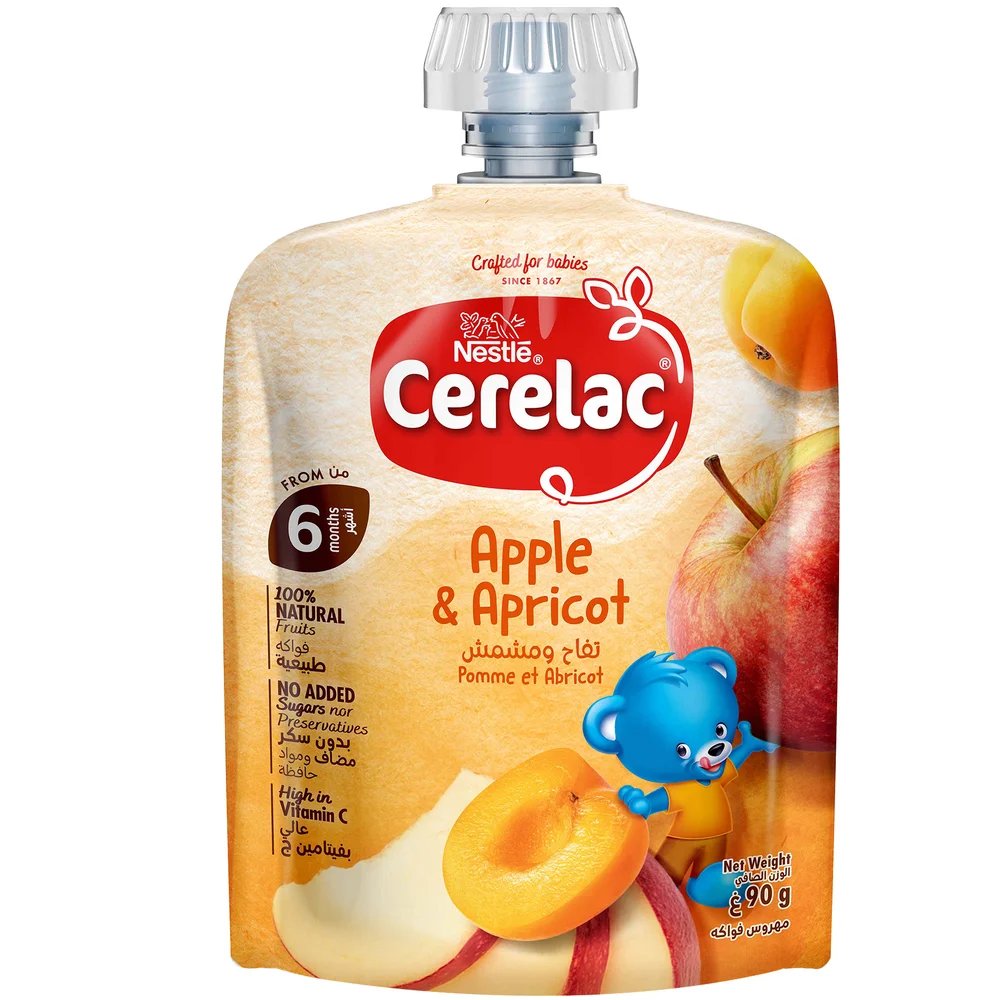 Crafted for babies
SINCE 1867
Nestlé®
Cerelac®
FROM من
6 months أشهر
Apple
& Apricot
تفاح ومشمش
Pomme et Abricot
100%
NATURAL
Fruits
فواكه
طبيعية
NO ADDED
Sugars nor
Preservatives
بدون سكر
مضاف ومواد
حافظة
High in
Vitamin C
عالي
بفيتامين ج
Net Weight
الوزن الصافي
90 g غ
مهروس فواكه